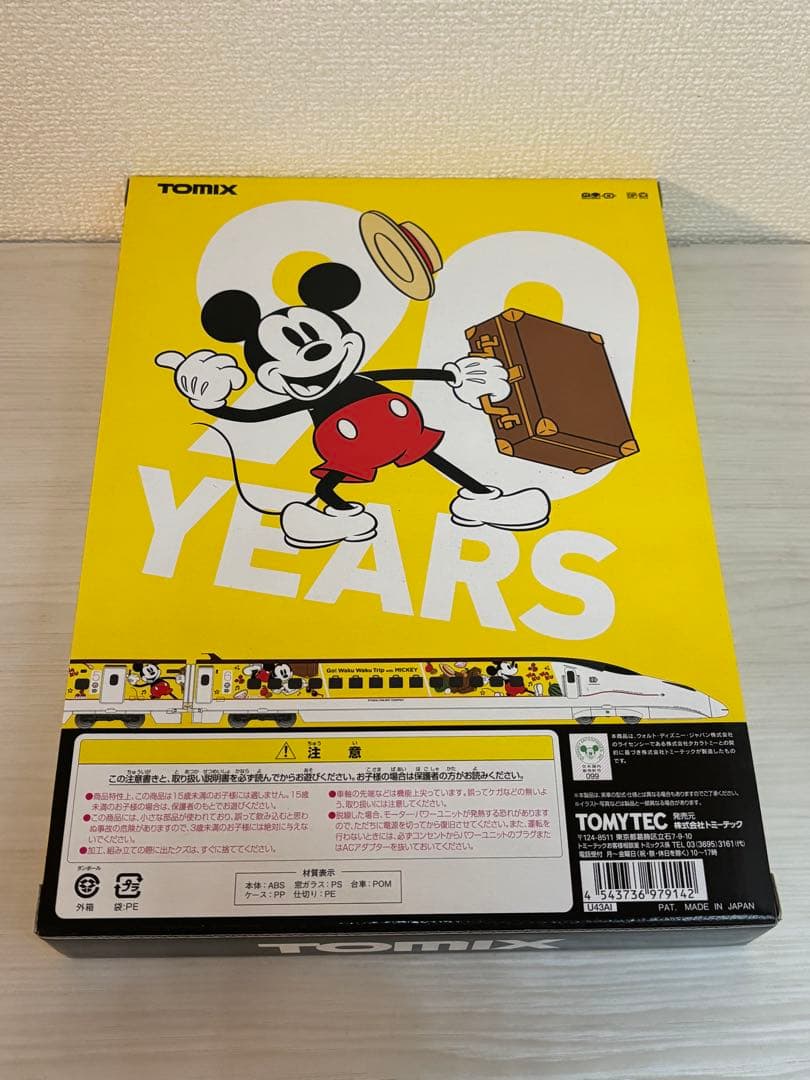 TOMIX
90
YEARS
Go! Waku Waku Trip with MICKEY
注意
ちゅう い
この注意書きと、取り扱い説明書を必ず読んでからお遊びください。お子様の場合は保護者の方がお読みください。
●商品特性上、この商品は15歳未満のお子様には適しません。15歳
未満のお子様の場合は、保護者のもとでお遊びください。
●この商品には、小さな部品が使われており、誤って飲み込むと思わ
ぬ事故の危険がありますので、3歳未満のお子様には絶対に与えな
いでください。
●加工、組み立ての際に出たクズは、すぐに捨ててください。
●車軸の先端などは機能上尖っています。誤ってケガなどの無いよ
う、取り扱いには注意してください。
●脱線した場合、モーター・パワーユニットが発熱する恐れがあります
ので、ただちに電源を切ってから復旧させてください。また、運転を
行わないときには、必ずコンセントからパワーユニットのプラグまた
はACアダプターを抜いておいてください。
ダンボール
外箱
プラ
袋:PE
材質表示
本体:ABS 窓ガラス:PS 台車:POM
ケース:PP 仕切り:PE
099
本商品は、ウォルト・ディズニー・ジャパン株式会社
のライセンシーである株式会社タカラトミーとの契
約に基づき株式会社トミーテックが製造したもの
です。
※本製品は、実車の型式・仕様とは異なる場合もありますのでご了承ください。
※イラスト・写真などは製品と一部異なる場合があります。
TOMYTEC 発売元 株式会社トミーテック
〒124-8511 東京都葛飾区立石7-9-10
トミーテックお客様相談室 トミックス係 TEL 03(3695)3161(代)
電話受付 月~金曜日(祝・祭・休日を除く)10~17時
4 543736 979142
U43AI
PAT. MADE IN JAPAN
TOMIX